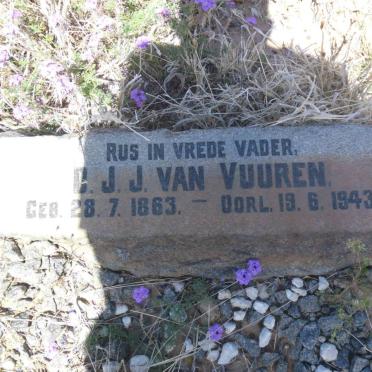 RUS IN VREDE VADER,
J. J. VAN VUUREN.
GEB. 28. 7. 1863. — OORL. 19. 6. 1943